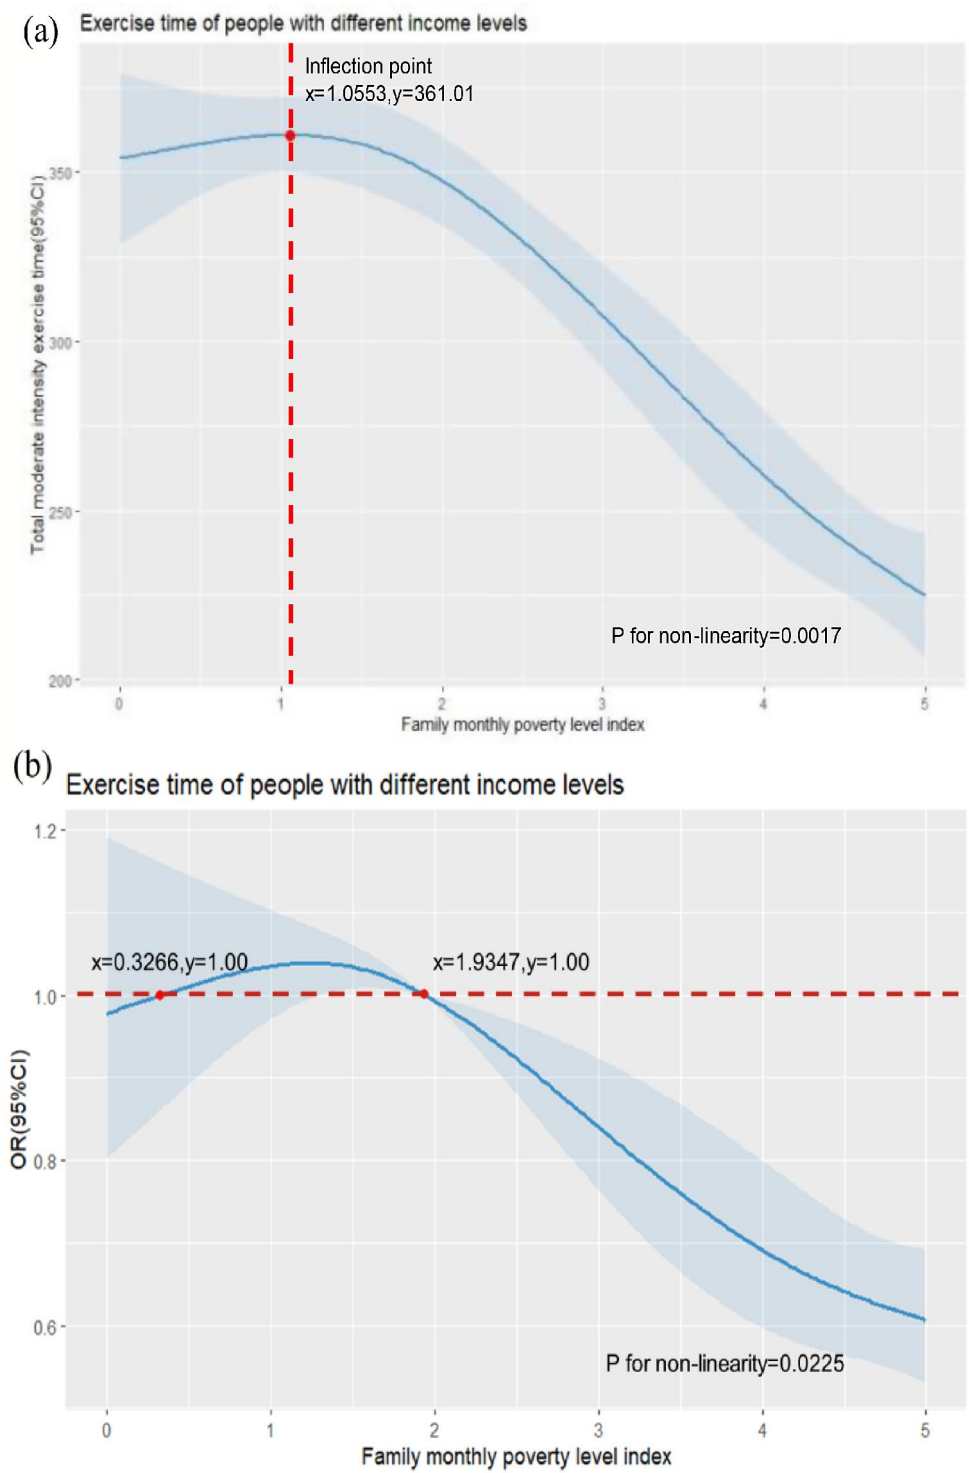 (a)
Exercise time of people with different income levels
Inflection point
x=1.0553,y=361.01
Total moderate intensity exercise time(95%CI)
350
300
250
200
P for non-linearity=0.0017
0 1 2 3 4 5
Family monthly poverty level index
(b)
Exercise time of people with different income levels
OR(95%CI)
1.2
1.0
0.8
0.6
x=0.3266,y=1.00
x=1.9347,y=1.00
P for non-linearity=0.0225
0 1 2 3 4 5
Family monthly poverty level index